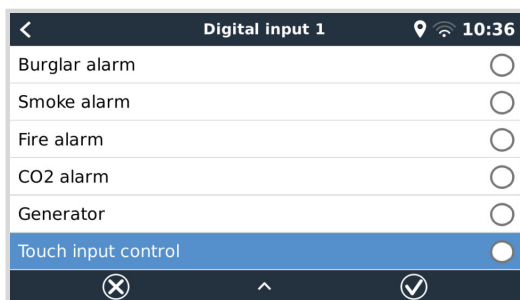 Digital input 1 10:36
Burglar alarm
Smoke alarm
Fire alarm
CO2 alarm
Generator
Touch input control